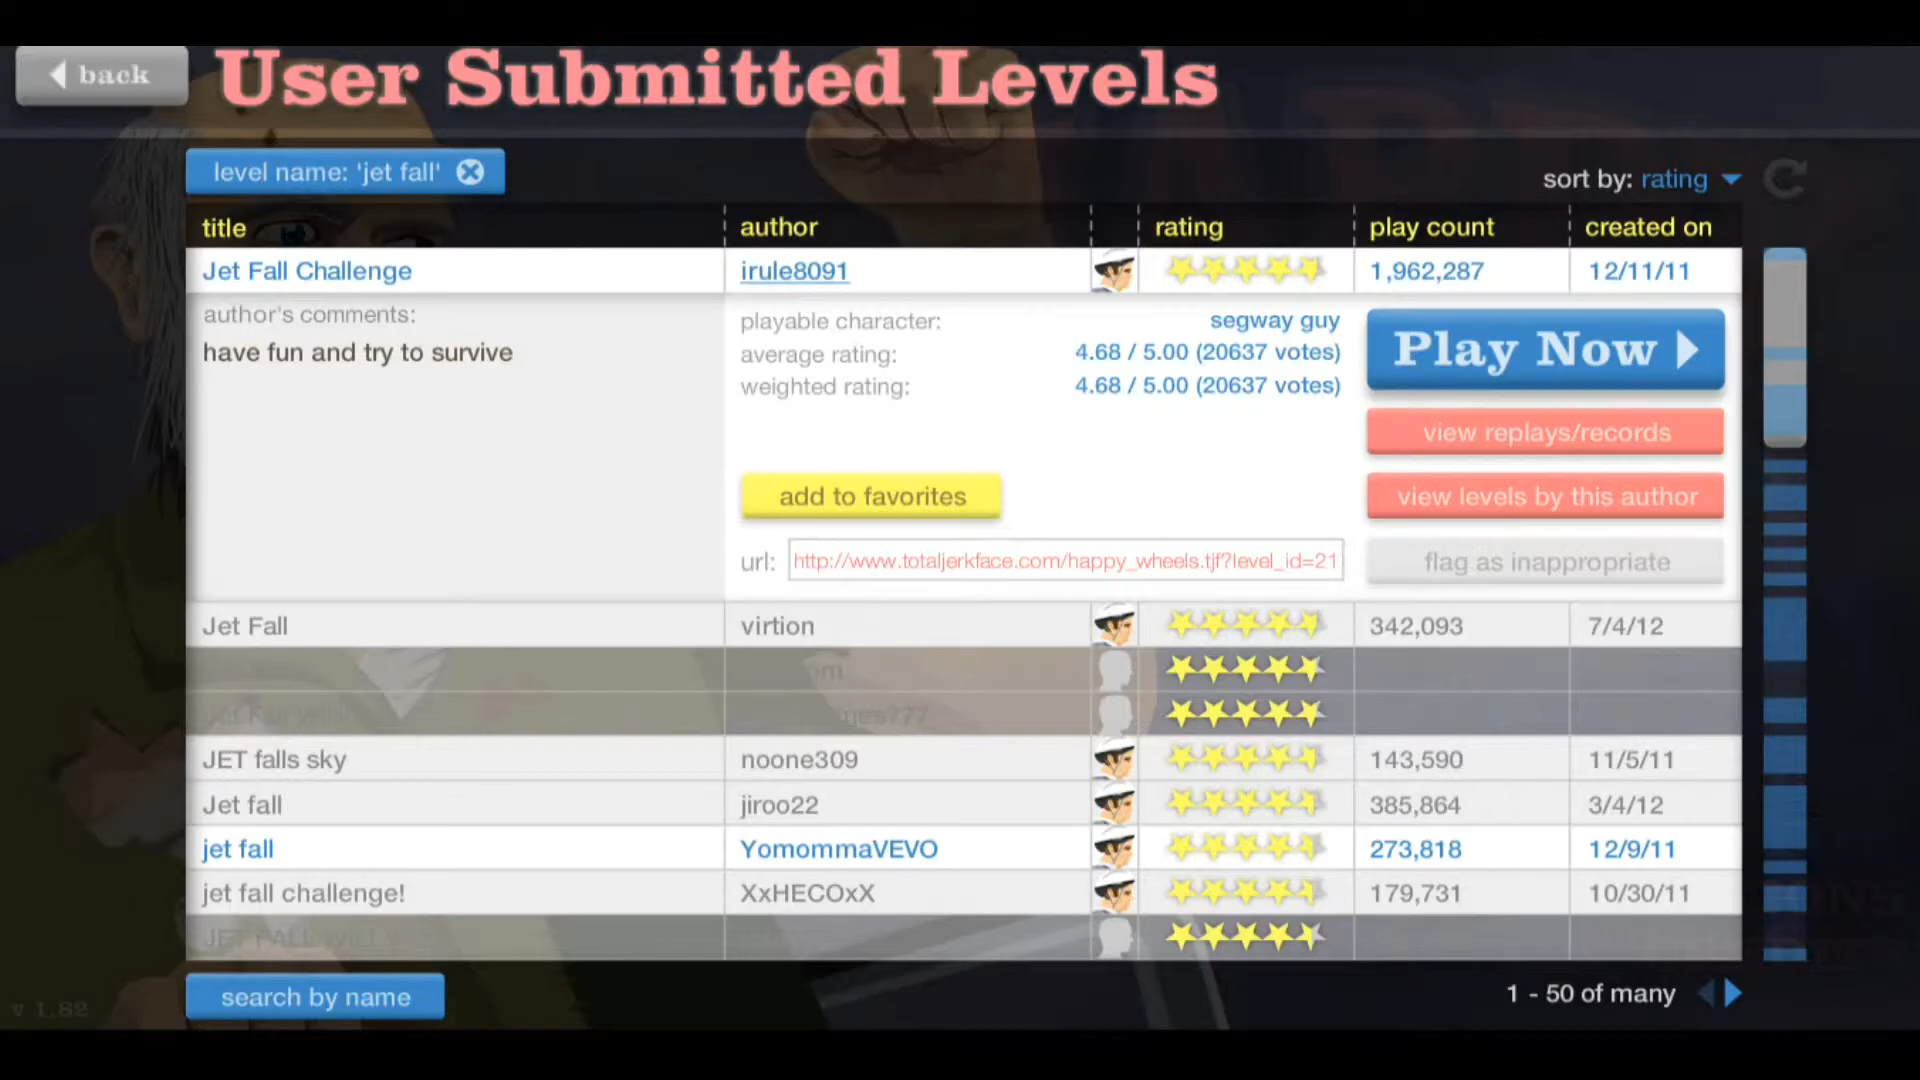 back
User Submitted Levels
level name: 'jet fall'
sort by: rating
title author rating play count created on
Jet Fall Challenge irule8091 1,962,287 12/11/11
author's comments:
have fun and try to survive
playable character: segway guy
average rating: 4.68 / 5.00 (20637 votes)
weighted rating: 4.68 / 5.00 (20637 votes)
Play Now
view replays/records
add to favorites
view levels by this author
url: http://www.totaljerkface.com/happy_wheels.tjf?level_id=21
flag as inappropriate
Jet Fall virtion 342,093 7/4/12
JET falls sky noone309 143,590 11/5/11
Jet fall jiroo22 385,864 3/4/12
jet fall YomommaVEVO 273,818 12/9/11
jet fall challenge! XxHECOxX 179,731 10/30/11
JET FALL
search by name
1 - 50 of many
v 1.82